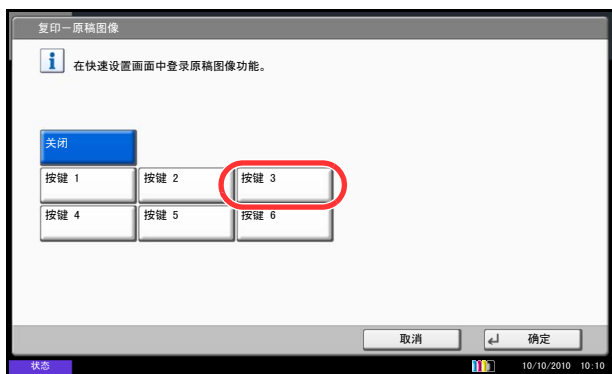 复印－原稿图像
在快速设置画面中登录原稿图像功能。
关闭
按键 1 按键 2 按键 3
按键 4 按键 5 按键 6
取消 确定
状态 10/10/2010 10:10